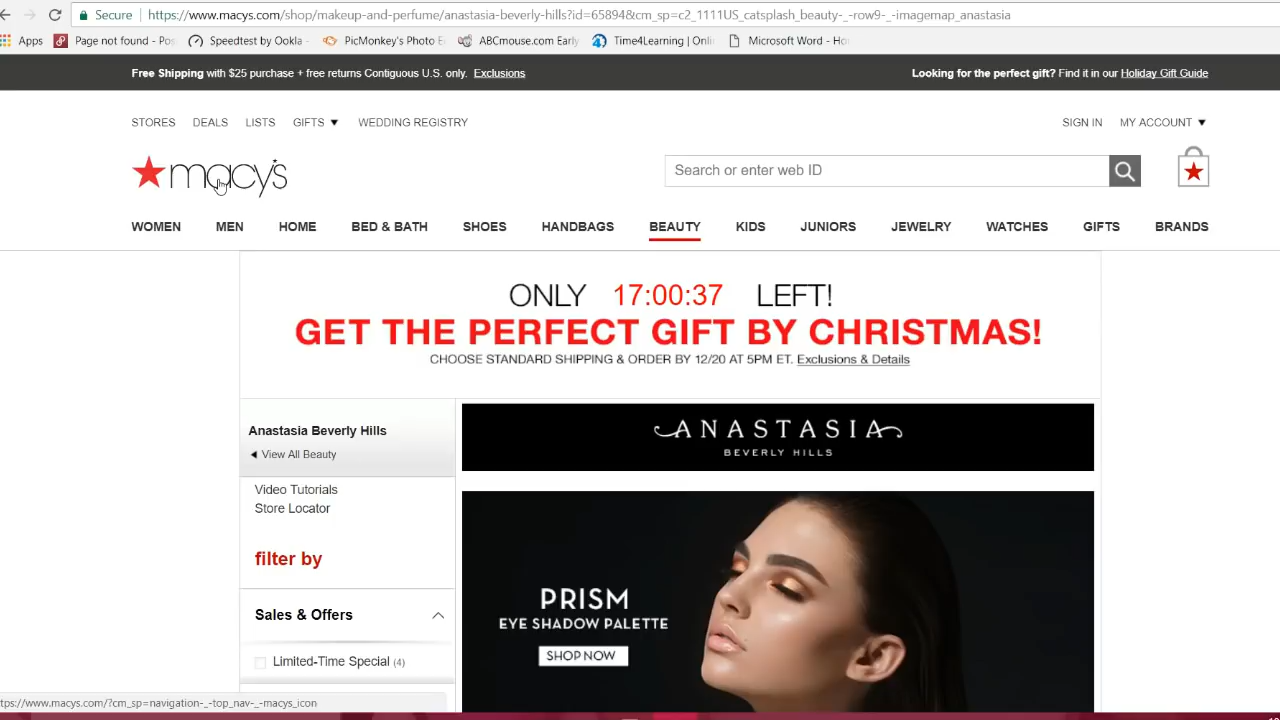 Secure https://www.macys.com/shop/makeup-and-perfume/anastasia-beverly-hills?id=65894&cm_sp=c2_1111US_catsplash_beauty-_-row9-_-imagemap_anastasia
Apps Page not found - Pos Speedtest by Ookla - PicMonkey's Photo E ABCmouse.com Early Time4Learning | Onli Microsoft Word - Ho
Free Shipping with $25 purchase + free returns Contiguous U.S. only. Exclusions Looking for the perfect gift? Find it in our Holiday Gift Guide
STORES DEALS LISTS GIFTS WEDDING REGISTRY SIGN IN MY ACCOUNT
macy's Search or enter web ID
WOMEN MEN HOME BED & BATH SHOES HANDBAGS BEAUTY KIDS JUNIORS JEWELRY WATCHES GIFTS BRANDS
ONLY 17:00:37 LEFT!
GET THE PERFECT GIFT BY CHRISTMAS!
CHOOSE STANDARD SHIPPING & ORDER BY 12/20 AT 5PM ET. Exclusions & Details
Anastasia Beverly Hills
View All Beauty
Video Tutorials
Store Locator
filter by
Sales & Offers
Limited-Time Special (4)
ANASTASIA
BEVERLY HILLS
PRISM
EYE SHADOW PALETTE
SHOP NOW
ttps://www.macys.com/?cm_sp=navigation-_-top_nav-_-macys_icon